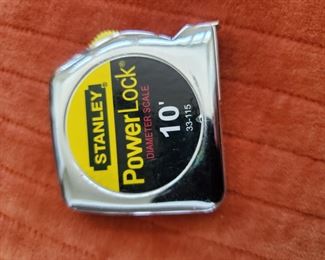 STANLEY®
PowerLock®
DIAMETER SCALE
10'
33-115